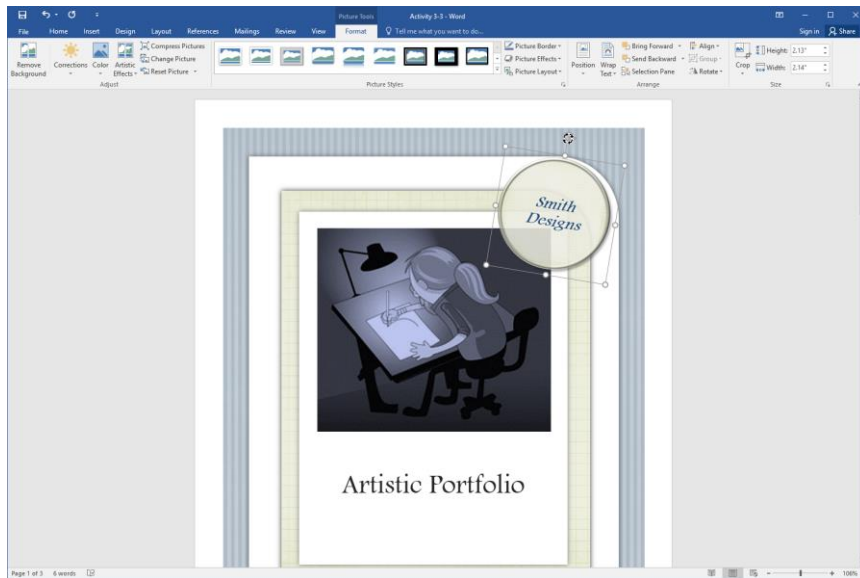 Picture Tools
Activity 3-3 - Word
File Home Insert Design Layout References Mailings Review View Format Tell me what you want to do...
Sign in Share
Remove Background
Corrections
Color
Artistic Effects
Compress Pictures
Change Picture
Reset Picture
Picture Border
Picture Effects
Picture Layout
Position
Wrap Text
Bring Forward
Send Backward
Selection Pane
Align
Group
Rotate
Crop
Height: 2.13"
Width: 2.14"
Adjust
Picture Styles
Arrange
Size
Smith
Designs
Artistic Portfolio
Page 1 of 3 6 words
108%